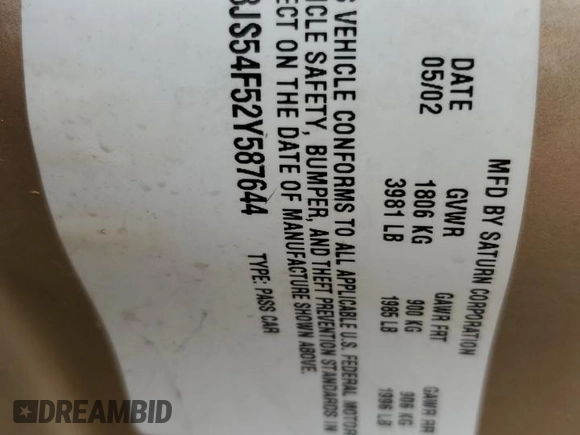 MFD BY SATURN CORPORATION
DATE GVWR GAWR FRT GAWR RR
05/02 1806 KG 900 KG 906 KG
3981 LB 1985 LB 1996 LB
VEHICLE CONFORMS TO ALL APPLICABLE U.S. FEDERAL MOTOR
VEHICLE SAFETY, BUMPER, AND THEFT PREVENTION STANDARDS IN
ON THE DATE OF MANUFACTURE SHOWN ABOVE.
JS54F52Y587644 TYPE: PASS CAR
DREAMBID